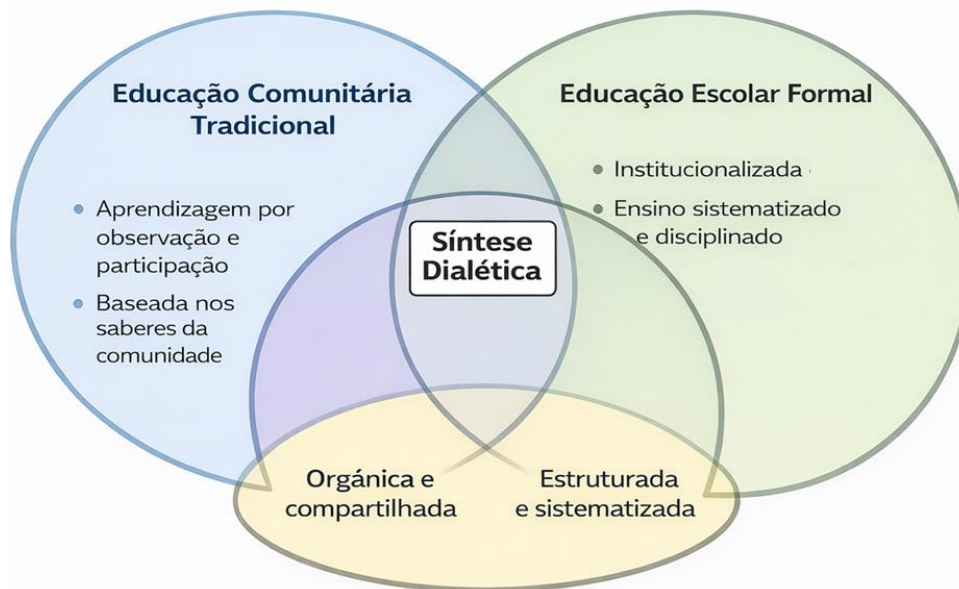 Educação Comunitária
Tradicional
• Aprendizagem por
observação e
participação
• Baseada nos
saberes da
comunidade
Educação Escolar Formal
• Institucionalizada
• Ensino sistematizado
e disciplinado
Síntese
Dialética
Orgánica e
compartilhada
Estruturada
e sistematizada